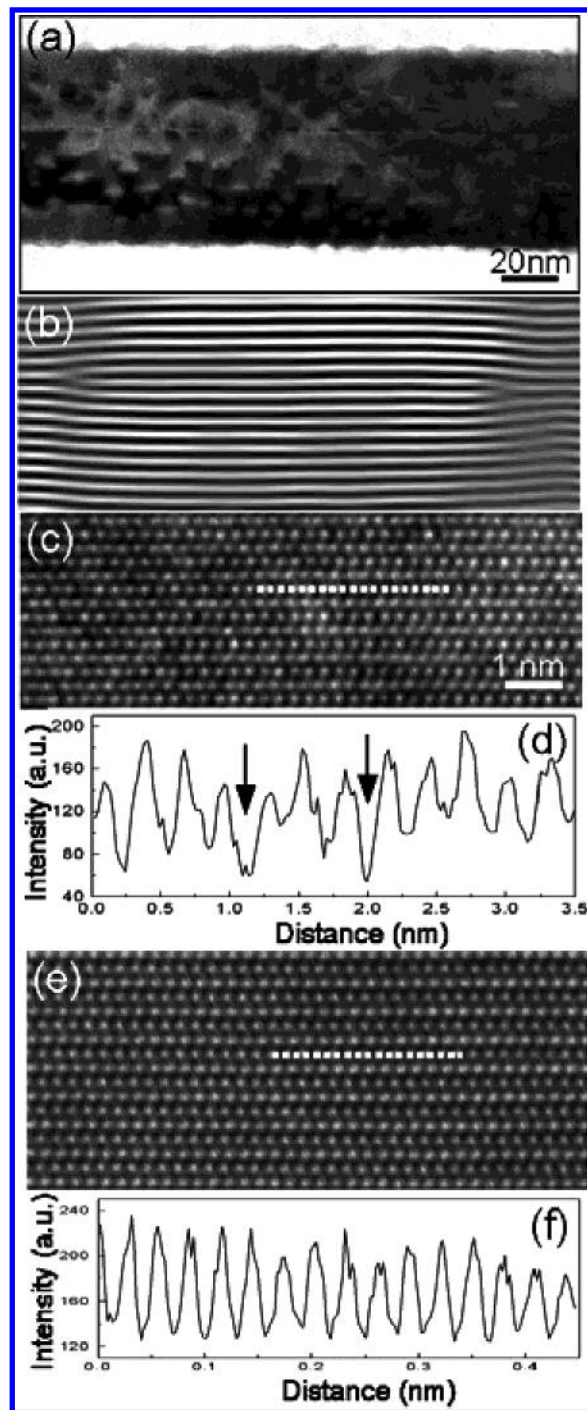 (a)
20nm
(b)
(c)
1 nm
(d)
Intensity (a.u.)
200
160
120
80
40
0.0 0.5 1.0 1.5 2.0 2.5 3.0 3.5
Distance (nm)
(e)
(f)
Intensity (a.u.)
240
200
160
120
0.0 0.1 0.2 0.3 0.4
Distance (nm)